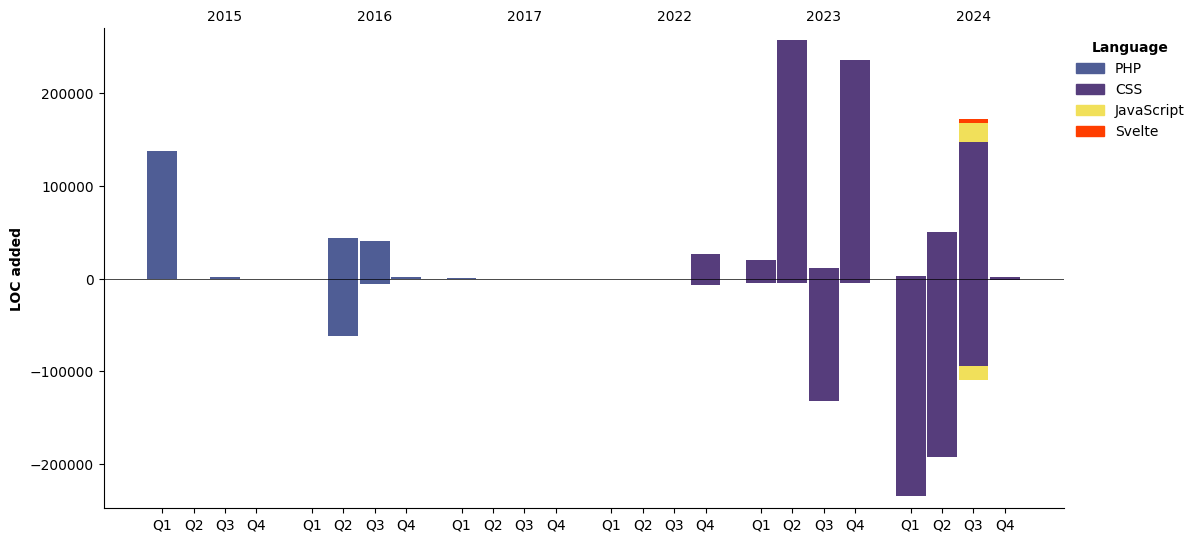 2015 2016 2017 2022 2023 2024
Language
PHP
CSS
JavaScript
Svelte
LOC added
200000
100000
0
−100000
−200000
Q1 Q2 Q3 Q4 Q1 Q2 Q3 Q4 Q1 Q2 Q3 Q4 Q1 Q2 Q3 Q4 Q1 Q2 Q3 Q4 Q1 Q2 Q3 Q4